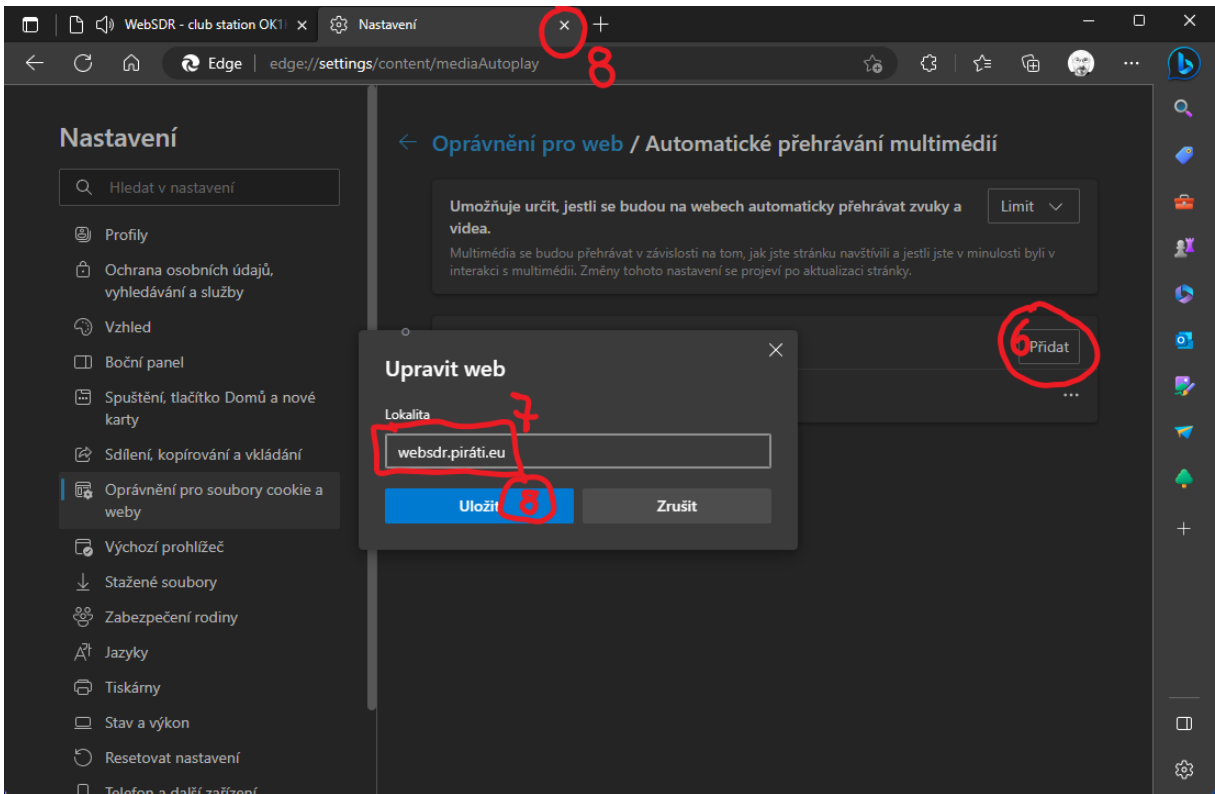 WebSDR - club station OK1
Nastavení
8
Edge
edge://settings/content/mediaAutoplay
Nastavení
Hledat v nastavení
Profily
Ochrana osobních údajů,
vyhledávání a služby
Vzhled
Boční panel
Spuštění, tlačítko Domů a nové
karty
Sdílení, kopírování a vkládání
Oprávnění pro soubory cookie a
weby
Výchozí prohlížeč
Stažené soubory
Zabezpečení rodiny
Jazyky
Tiskárny
Stav a výkon
Resetovat nastavení
Telefon a další zařízení
Oprávnění pro web / Automatické přehrávání multimédií
Umožňuje určit, jestli se budou na webech automaticky přehrávat zvuky a
videa.
Limit
Multimédia se budou přehrávat v závislosti na tom, jak jste stránku navštívili a jestli jste v minulosti byli v
interakci s multimédii. Změny tohoto nastavení se projeví po aktualizaci stránky.
6
Přidat
Upravit web
Lokalita
7
websdr.piráti.eu
Uložit
8
Zrušit